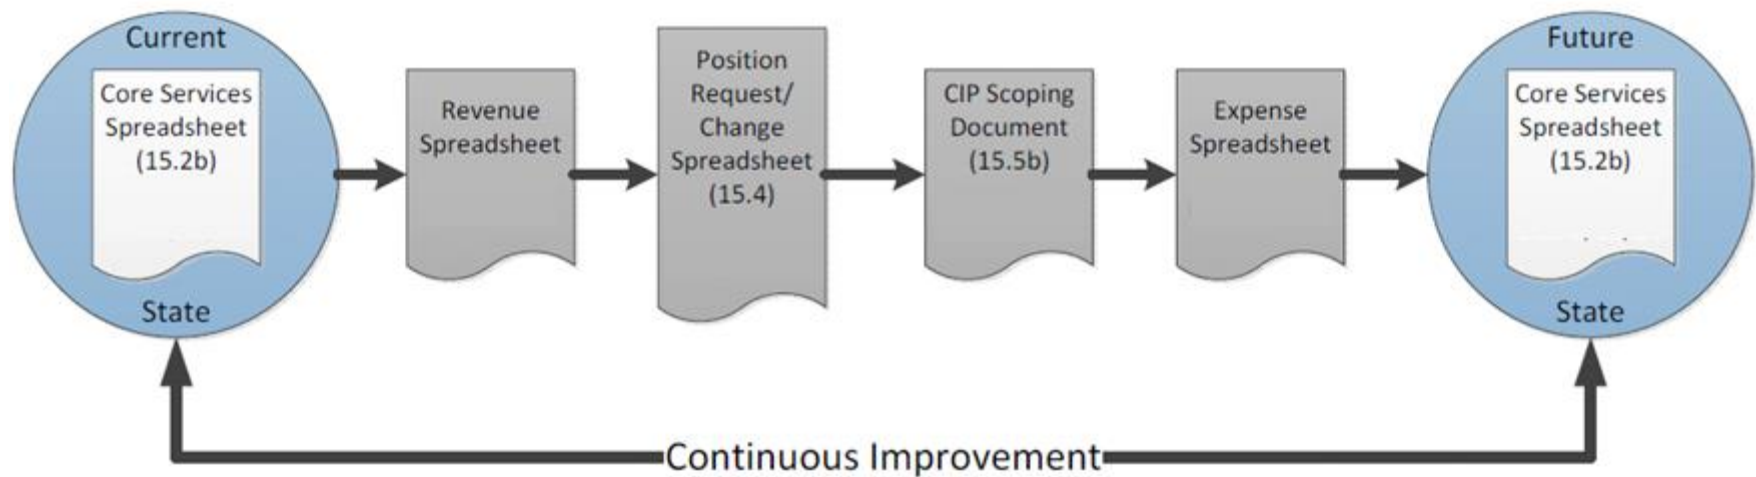 Current
Core Services
Spreadsheet
(15.2b)
State
Revenue
Spreadsheet
Position
Request/
Change
Spreadsheet
(15.4)
CIP Scoping
Document
(15.5b)
Expense
Spreadsheet
Future
Core Services
Spreadsheet
(15.2b)
State
Continuous Improvement